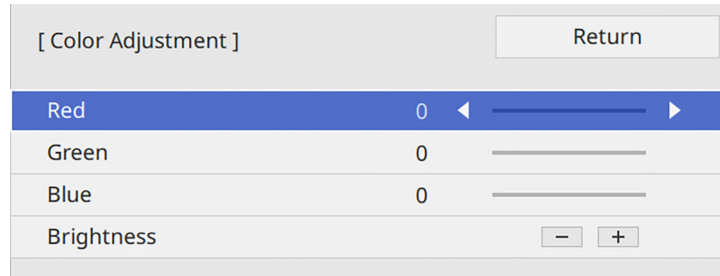 [ Color Adjustment ]
Return
Red 0
Green 0
Blue 0
Brightness − +